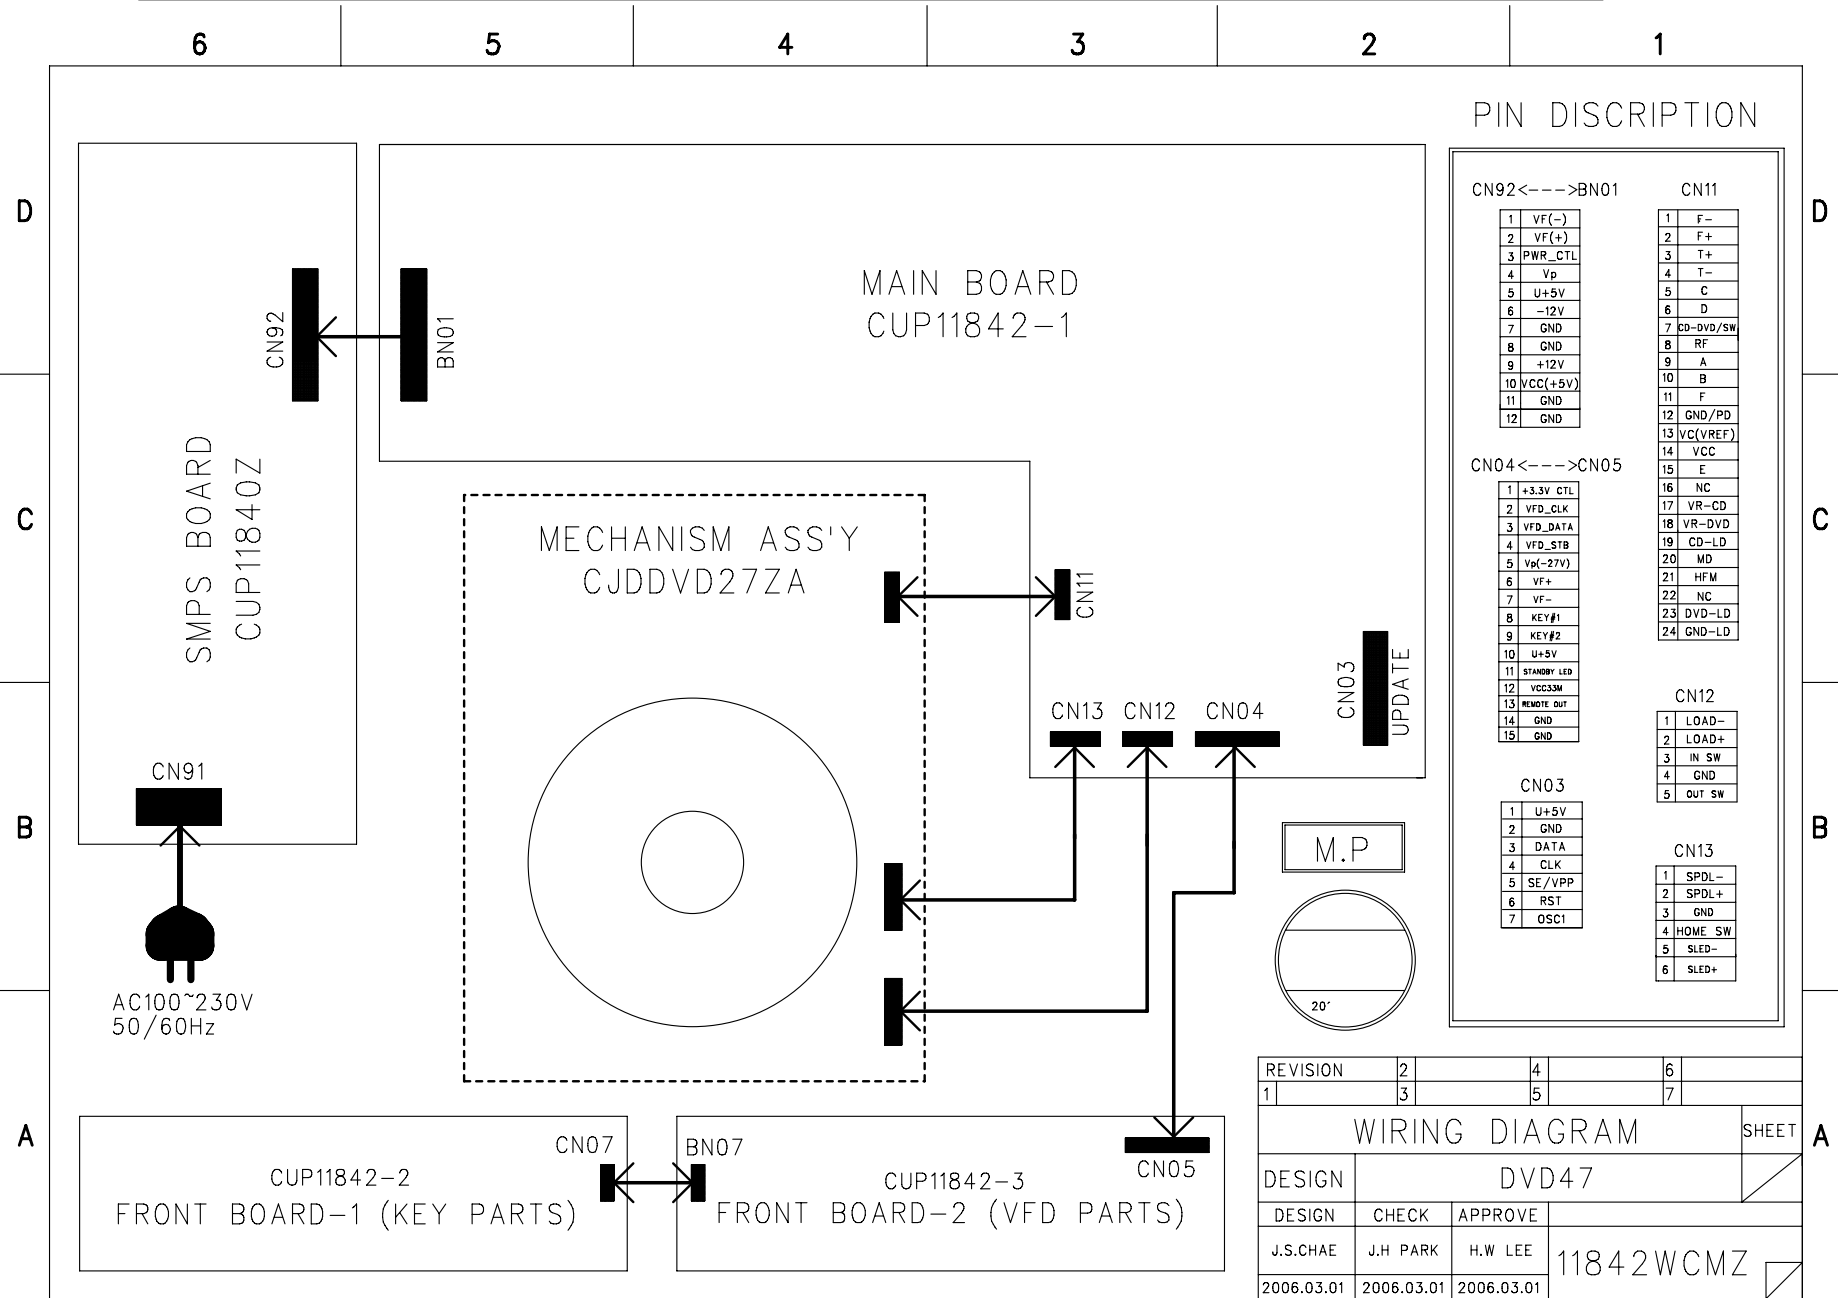 6 5 4 3 2 1
PIN DISCRIPTION
D
D
C
C
B
B
A
A
SMPS BOARD
CUP11840Z
CN92
BN01
MAIN BOARD
CUP11842-1
MECHANISM ASS'Y
CJDDVD27ZA
CN11
CN03
UPDATE
CN13 CN12 CN04
CN91
AC100~230V
50/60Hz
M.P
20'
CN07
BN07
CN05
CUP11842-2
FRONT BOARD-1 (KEY PARTS)
CUP11842-3
FRONT BOARD-2 (VFD PARTS)
CN92<--->BN01
1 VF(-)
2 VF(+)
3 PWR_CTL
4 Vp
5 U+5V
6 -12V
7 GND
8 GND
9 +12V
10 VCC(+5V)
11 GND
12 GND
CN04<--->CN05
1 +3.3V CTL
2 VFD_CLK
3 VFD_DATA
4 VFD_STB
5 Vp(-27V)
6 VF+
7 VF-
8 KEY#1
9 KEY#2
10 U+5V
11 STANDBY LED
12 VCC33M
13 REMOTE OUT
14 GND
15 GND
CN03
1 U+5V
2 GND
3 DATA
4 CLK
5 SE/VPP
6 RST
7 OSC1
CN11
1 F-
2 F+
3 T+
4 T-
5 C
6 D
7 CD-DVD/SW
8 RF
9 A
10 B
11 F
12 GND/PD
13 VC(VREF)
14 VCC
15 E
16 NC
17 VR-CD
18 VR-DVD
19 CD-LD
20 MD
21 HFM
22 NC
23 DVD-LD
24 GND-LD
CN12
1 LOAD-
2 LOAD+
3 IN SW
4 GND
5 OUT SW
CN13
1 SPDL-
2 SPDL+
3 GND
4 HOME SW
5 SLED-
6 SLED+
REVISION 2 4 6
1 3 5 7
WIRING DIAGRAM SHEET
DESIGN DVD47
DESIGN CHECK APPROVE
J.S.CHAE J.H PARK H.W LEE 11842WCMZ
2006.03.01 2006.03.01 2006.03.01